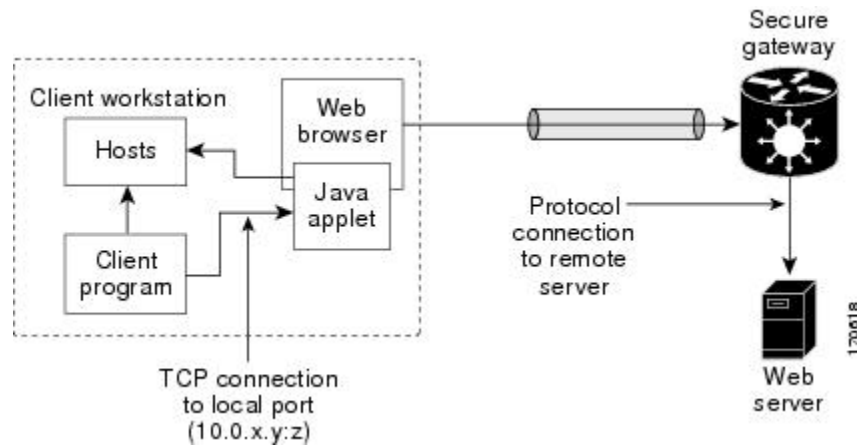 Secure
gateway
Client workstation
Web
browser
Hosts
Java
applet
Client
program
Protocol
connection
to remote
server
TCP connection
to local port
(10.0.x.y:z)
Web
server
170618